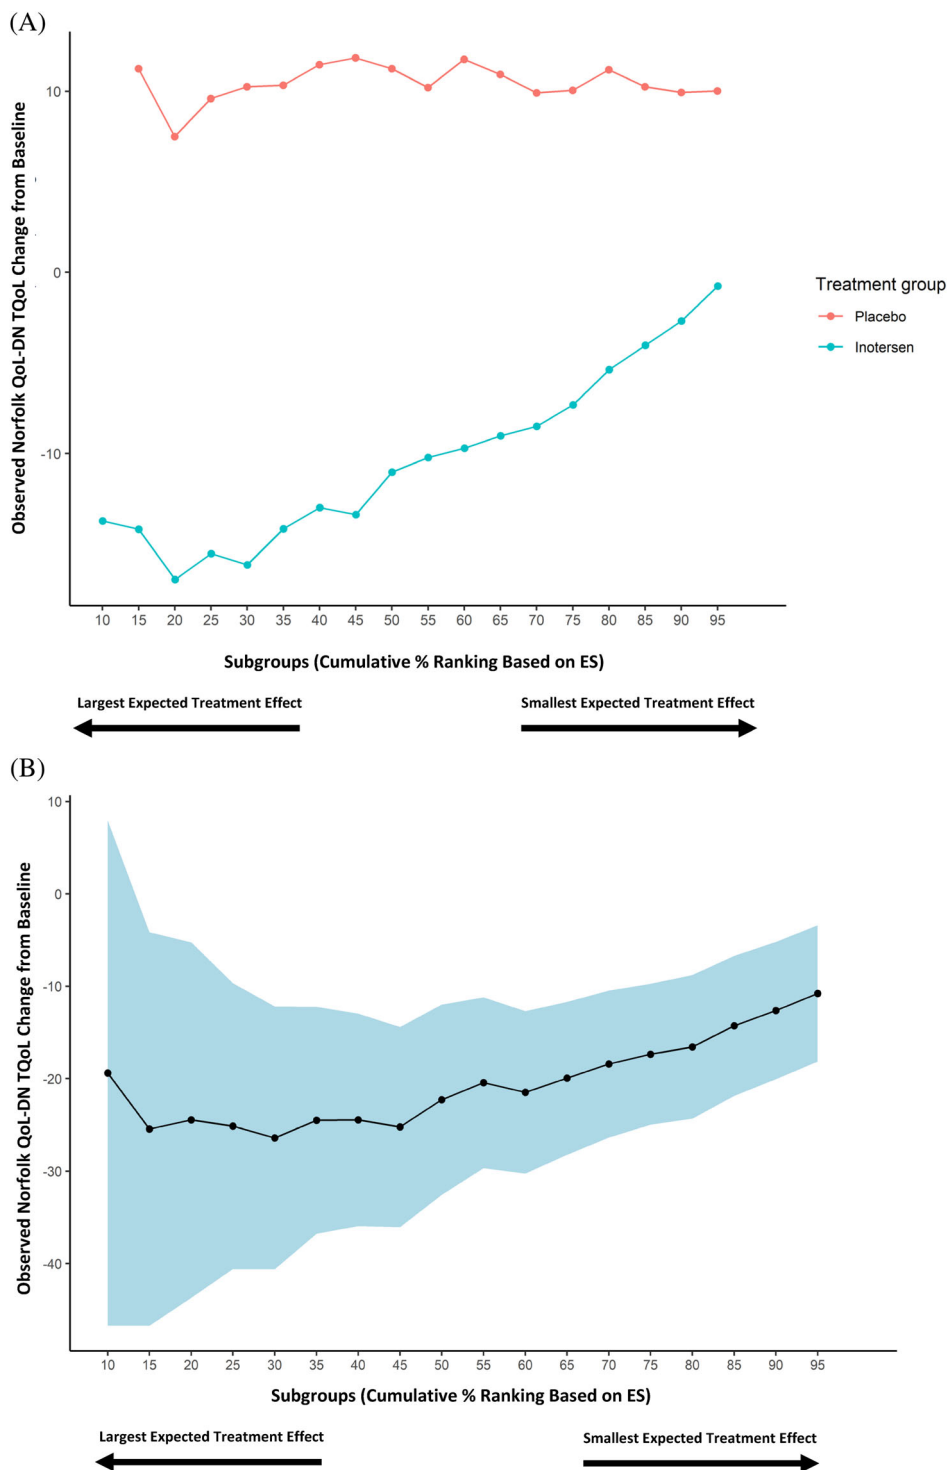 (A)
Observed Norfolk QoL-DN TQoL Change from Baseline
10
0
-10
10 15 20 25 30 35 40 45 50 55 60 65 70 75 80 85 90 95
Subgroups (Cumulative % Ranking Based on ES)
Largest Expected Treatment Effect
Smallest Expected Treatment Effect
Treatment group
Placebo
Inotersen
(B)
Observed Norfolk QoL-DN TQoL Change from Baseline
10
0
-10
-20
-30
-40
10 15 20 25 30 35 40 45 50 55 60 65 70 75 80 85 90 95
Subgroups (Cumulative % Ranking Based on ES)
Largest Expected Treatment Effect
Smallest Expected Treatment Effect